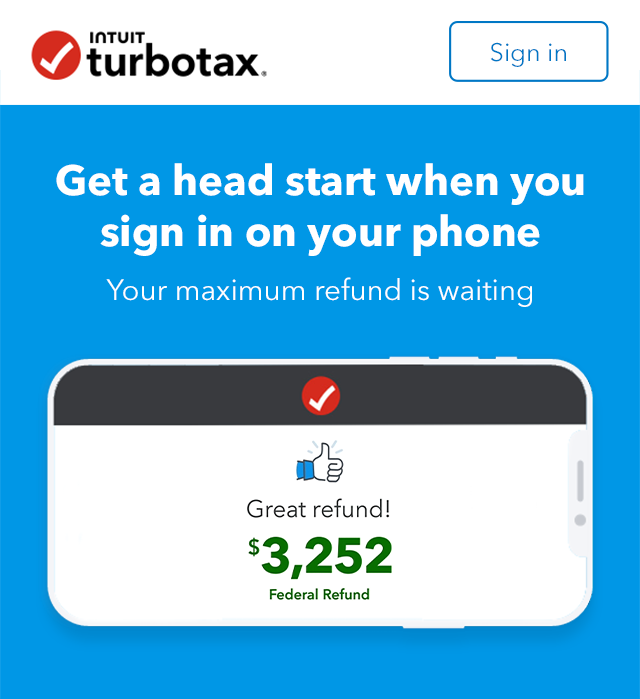 INTUIT
turbotax.
Sign in
Get a head start when you
sign in on your phone
Your maximum refund is waiting
Great refund!
$3,252
Federal Refund